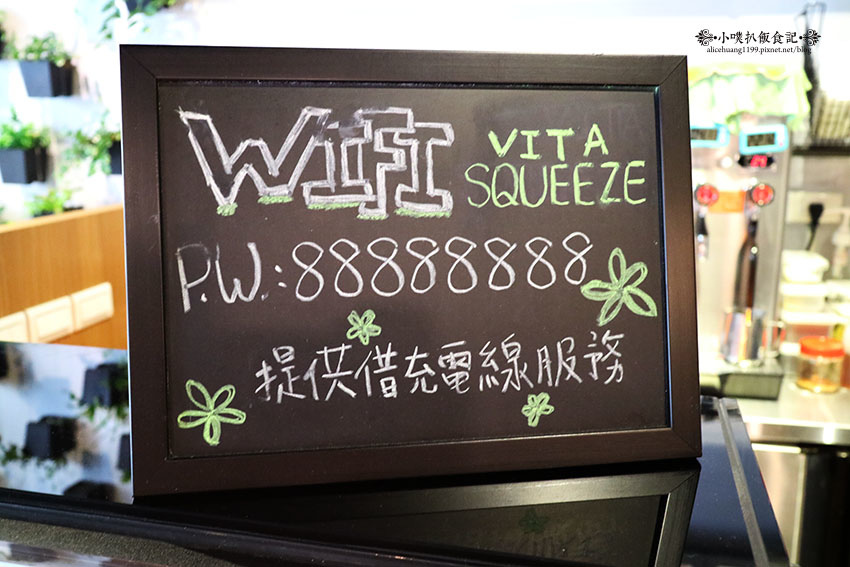 小噗扒飯食記
alicehuang1199.pixnet.net/blog
WIFI VITA
SQUEEZE
P.W.:88888888
提供借充電線服務